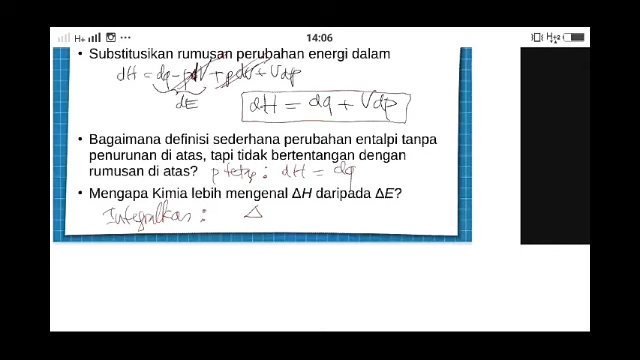 H+ 14:06 H+2
• Substitusikan rumusan perubahan energi dalam
dH = dq - pdV + pdV + Vdp
dE
dH = dq + Vdp
• Bagaimana definisi sederhana perubahan entalpi tanpa
penurunan di atas, tapi tidak bertentangan dengan
rumusan di atas? p tetap : dH = dq
• Mengapa Kimia lebih mengenal ΔH daripada ΔE?
Integralkan : Δ